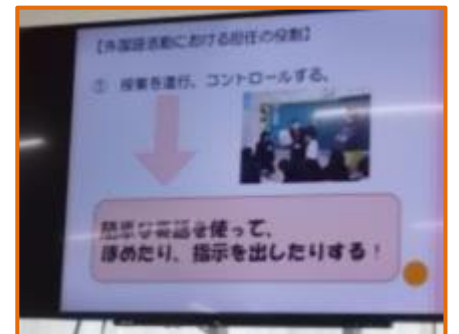 【外国語活動における担任の役割】
① 授業を進行、コントロールする。
簡単な英語を使って、
ほめたり、指示を出したりする！